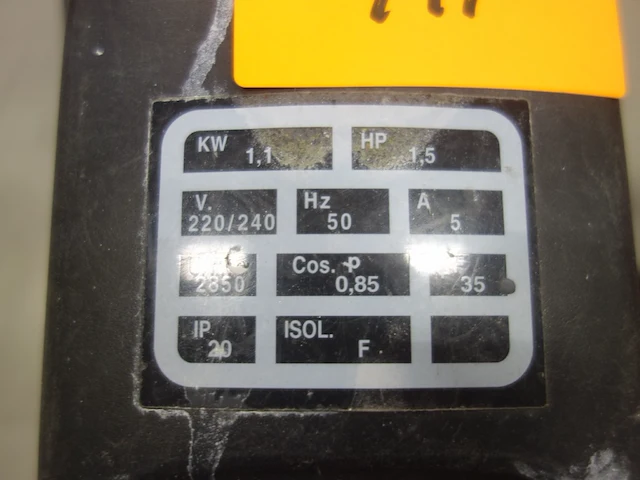 KW 1,1 HP 1,5
V. 220/240 Hz 50 A 5
2850 Cos. φ 0,85 35
IP 20 ISOL. F